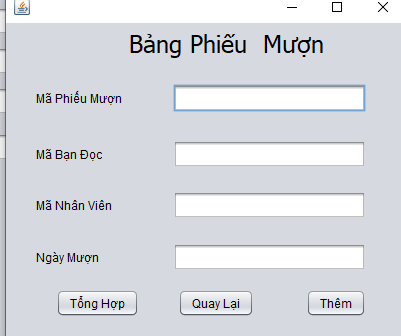 Bảng Phiếu Mượn
Mã Phiếu Mượn
Mã Bạn Đọc
Mã Nhân Viên
Ngày Mượn
Tổng Hợp Quay Lại Thêm